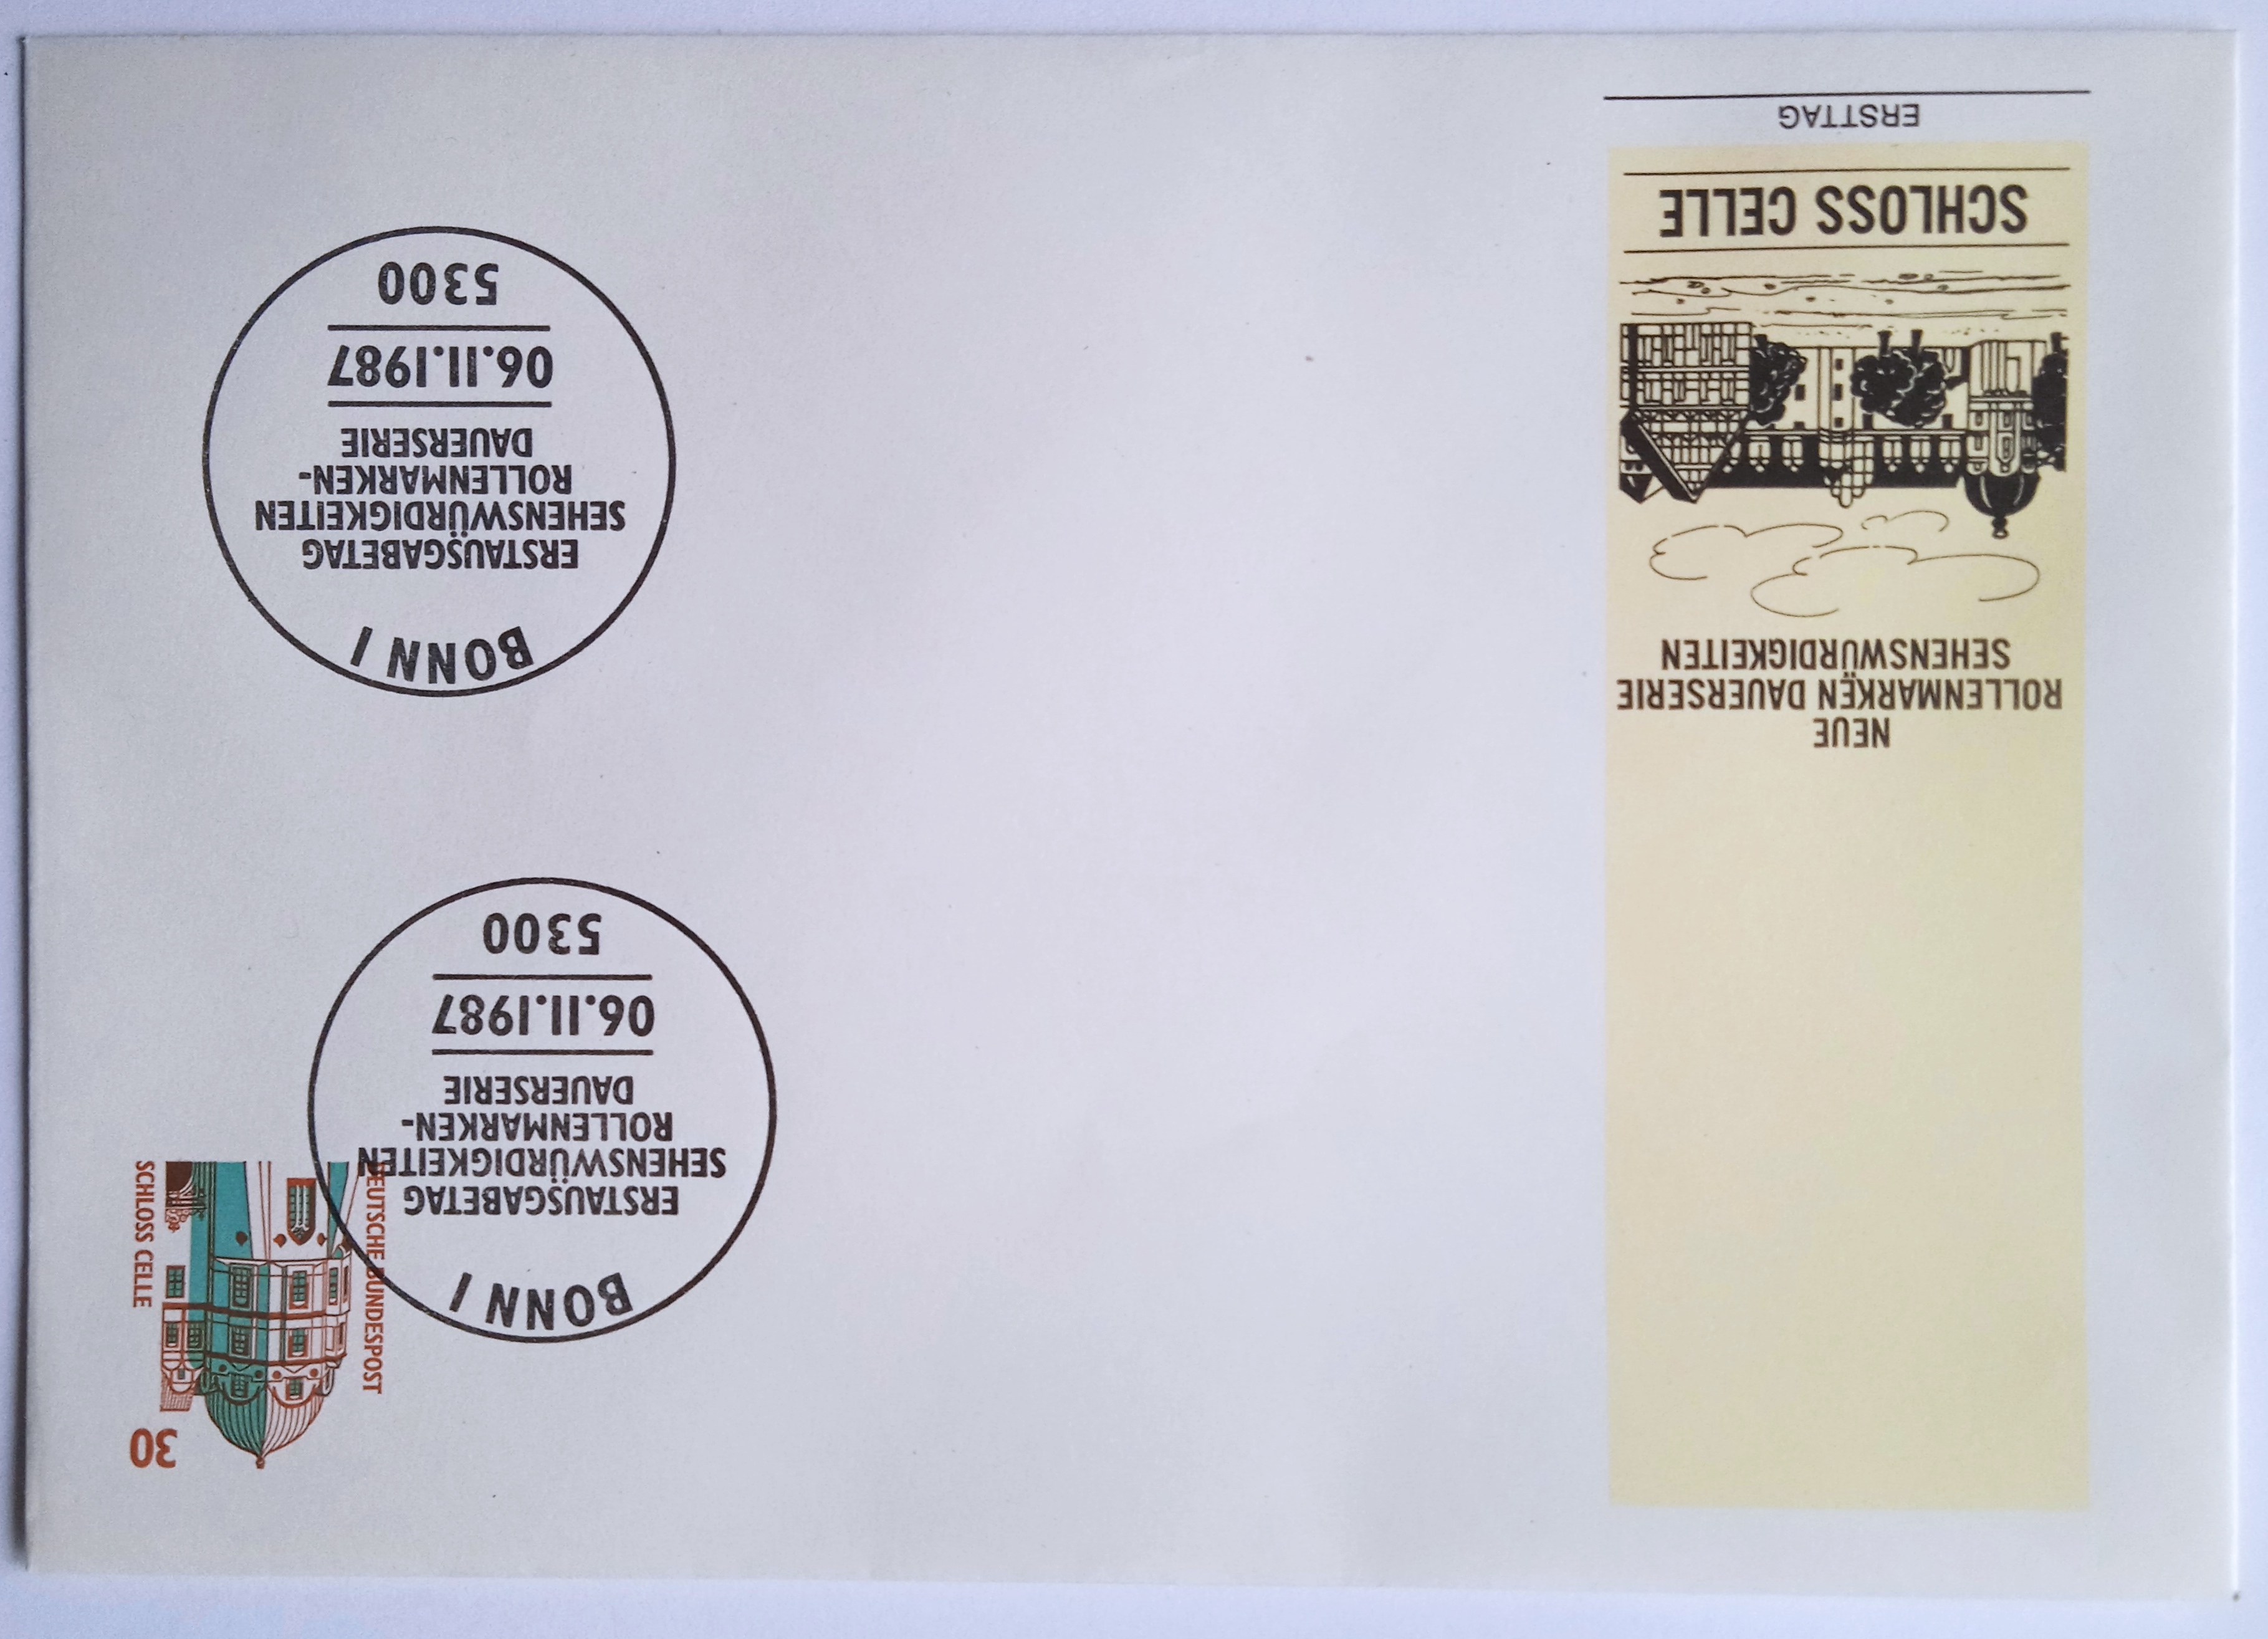 NEUE
ROLLENMARKEN DAUERSERIE
SEHENSWÜRDIGKEITEN
SCHLOSS CELLE
ERSTTAG
30
DEUTSCHE BUNDESPOST
SCHLOSS CELLE
BONN 1
ERSTAUSGABETAG
SEHENSWÜRDIGKEITEN
ROLLENMARKEN-
DAUERSERIE
06.11.1987
5300
BONN 1
ERSTAUSGABETAG
SEHENSWÜRDIGKEITEN
ROLLENMARKEN-
DAUERSERIE
06.11.1987
5300